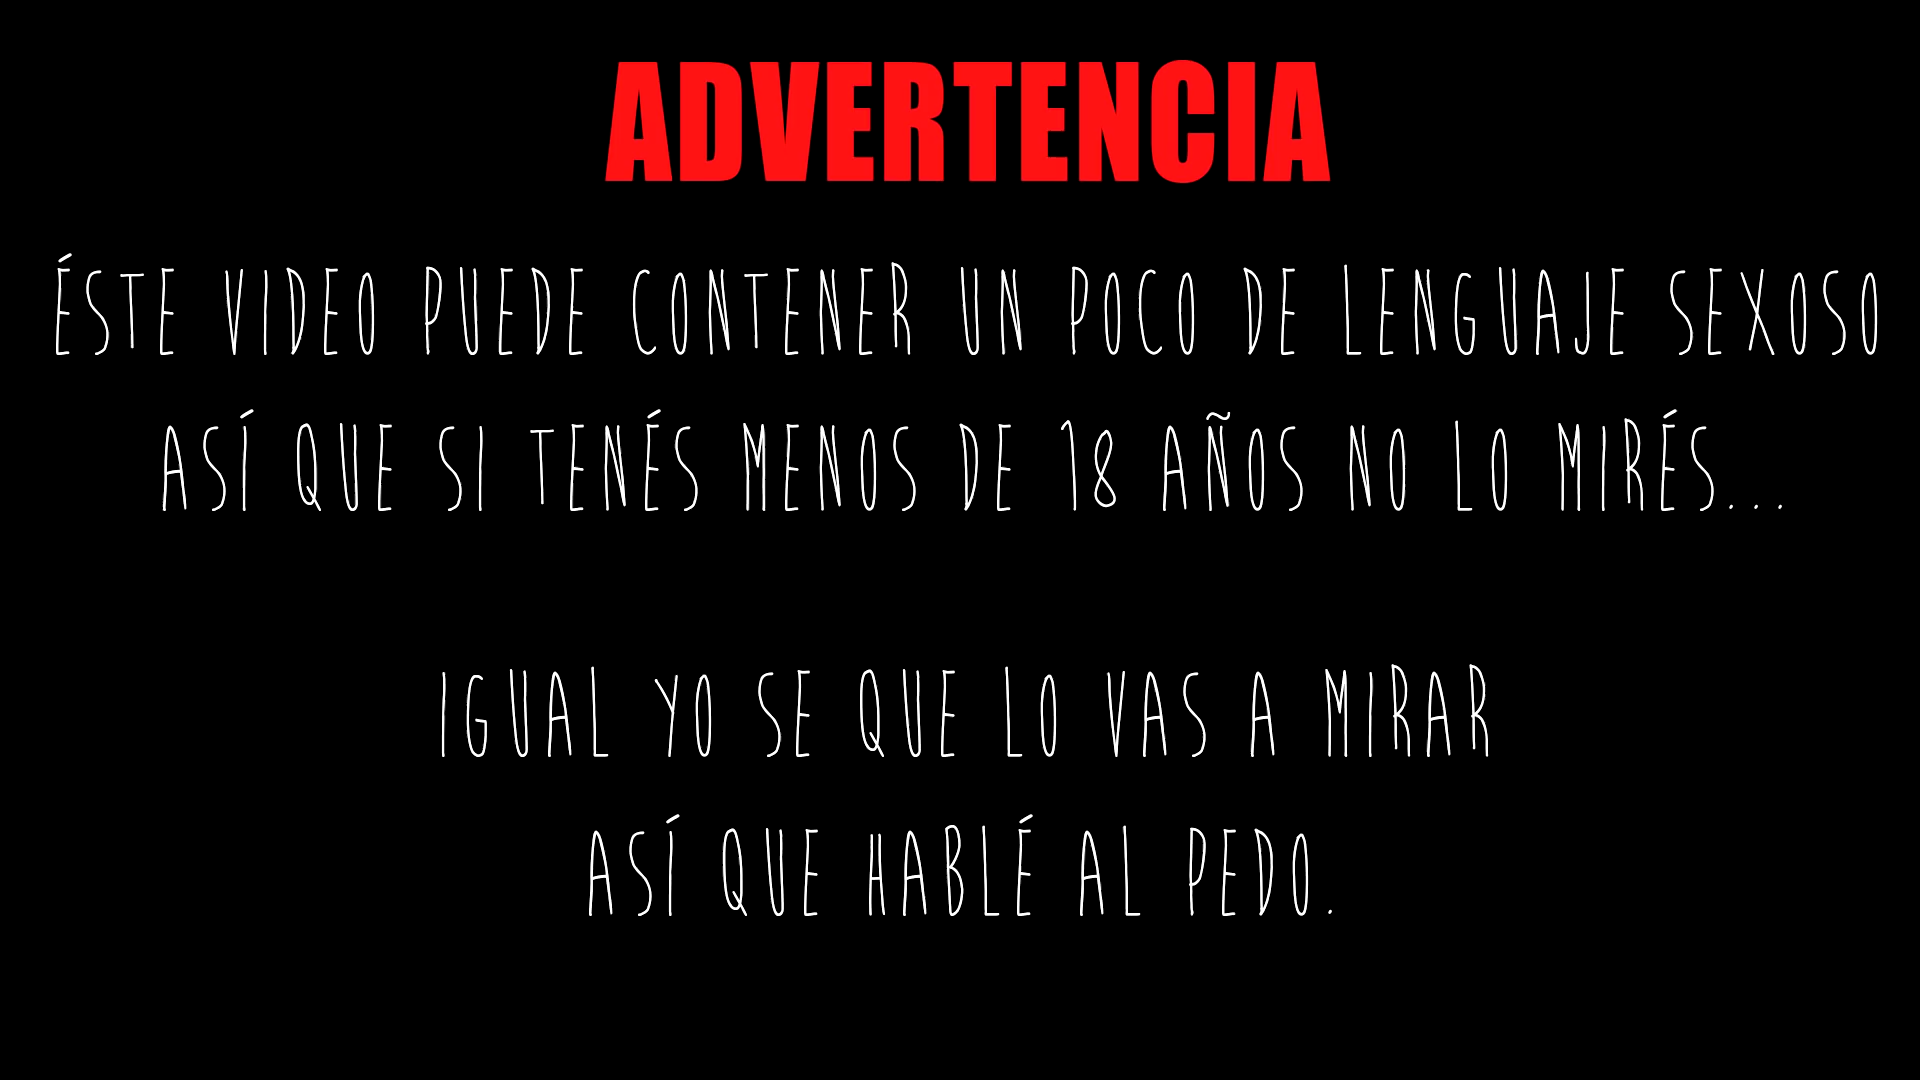 ADVERTENCIA
ÉSTE VIDEO PUEDE CONTENER UN POCO DE LENGUAJE SEXOSO
ASÍ QUE SI TENÉS MENOS DE 18 AÑOS NO LO MIRÉS...
IGUAL YO SE QUE LO VAS A MIRAR
ASÍ QUE HABLÉ AL PEDO.